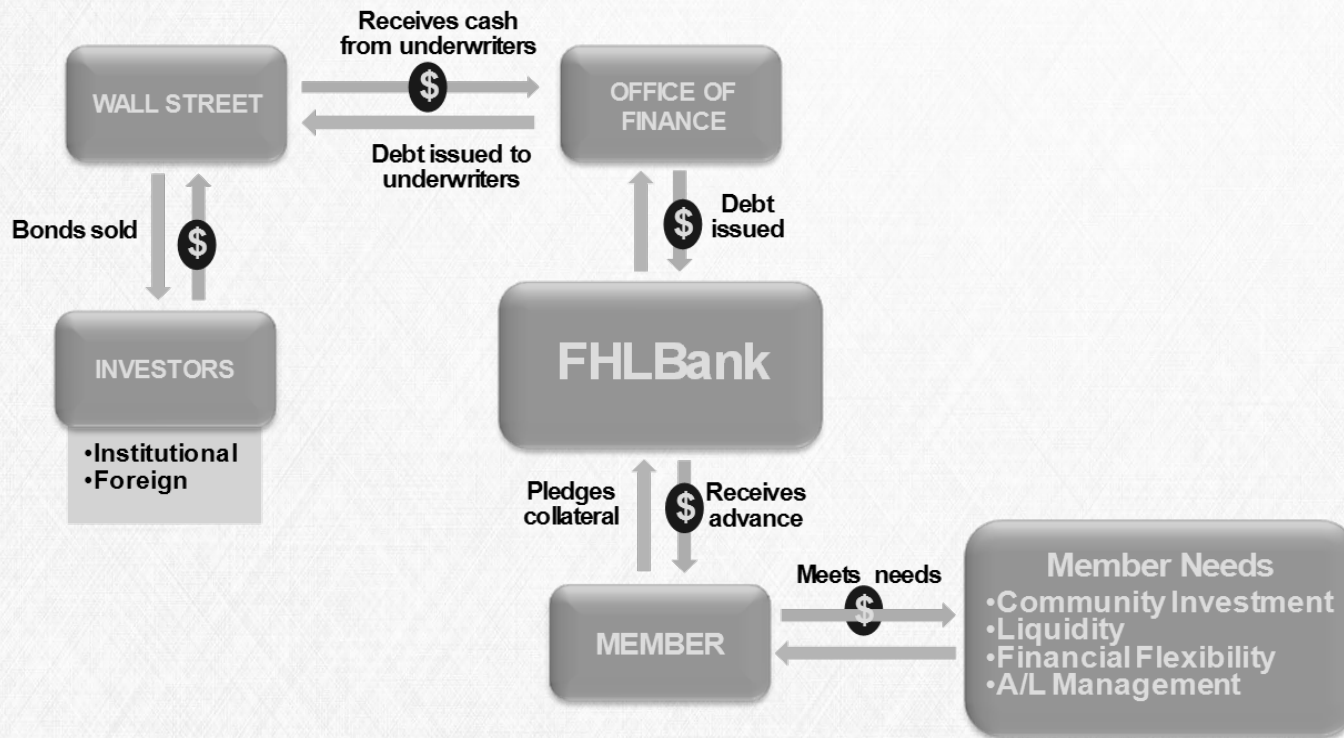 Receives cash
from underwriters
$
WALL STREET
OFFICE OF
FINANCE
Debt issued to
underwriters
Bonds sold
$
$
Debt
issued
INVESTORS
•Institutional
•Foreign
FHLBank
Pledges
collateral
$
Receives
advance
Meets needs
$
MEMBER
Member Needs
•Community Investment
•Liquidity
•Financial Flexibility
•A/L Management